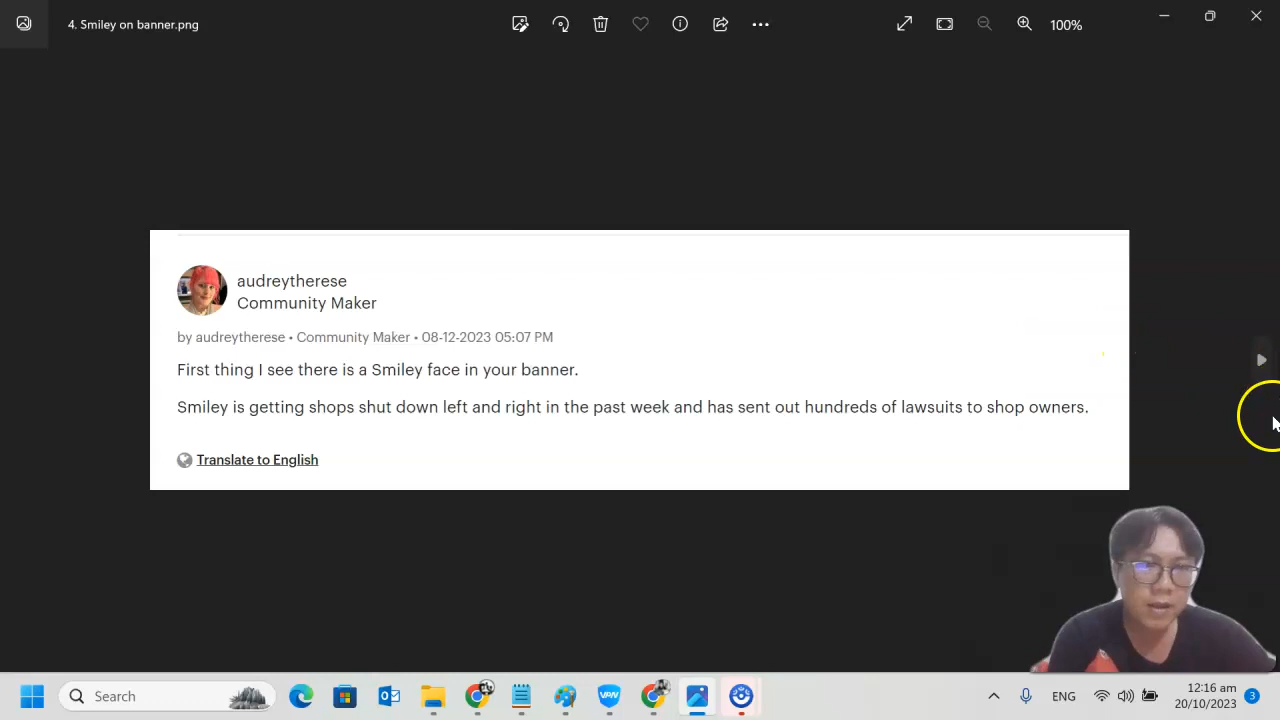 4. Smiley on banner.png
100%
audreytherese
Community Maker
by audreytherese • Community Maker • 08-12-2023 05:07 PM
First thing I see there is a Smiley face in your banner.
Smiley is getting shops shut down left and right in the past week and has sent out hundreds of lawsuits to shop owners.
Translate to English
Search
VPN
ENG
12:16 am
20/10/2023
3